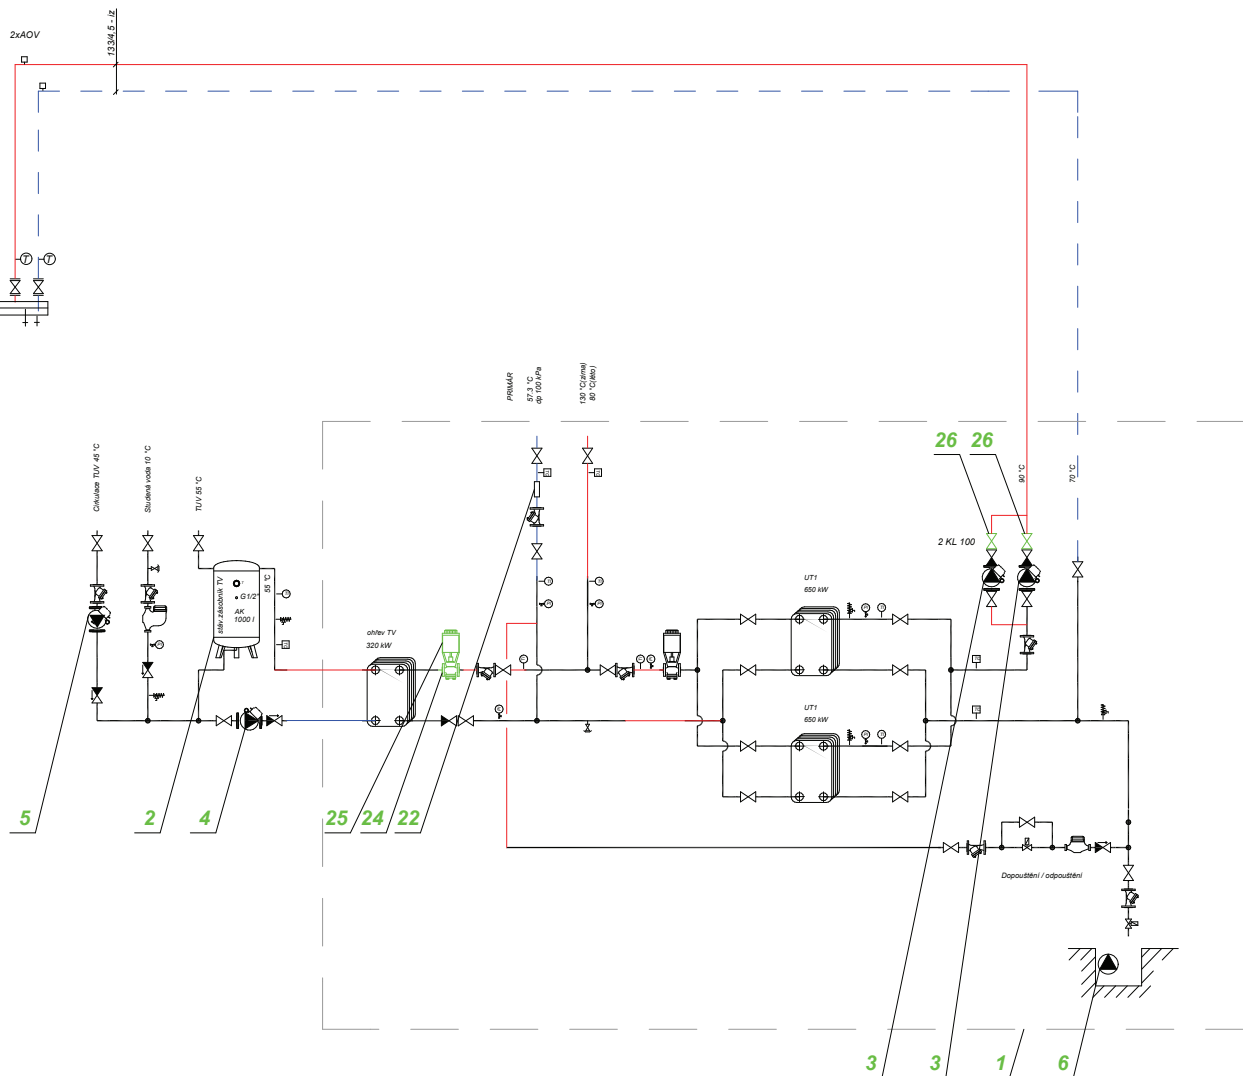 2xAOV
133/4,5 - iz
T
T
PRIMÁR
57.3 °C
dp 100 kPa
130 °C(zima)
80 °C(léto)
Cirkulace TUV 45 °C
Studená voda 10 °C
TUV 55 °C
26
26
90 °C
70 °C
2 KL 100
stáv.zásobník TV
G1/2"
AK
1000 l
55 °C
ohřev TV
320 kW
UT1
650 kW
UT1
650 kW
5
2
4
25
24
22
Dopouštění / odpouštění
3
3
1
6